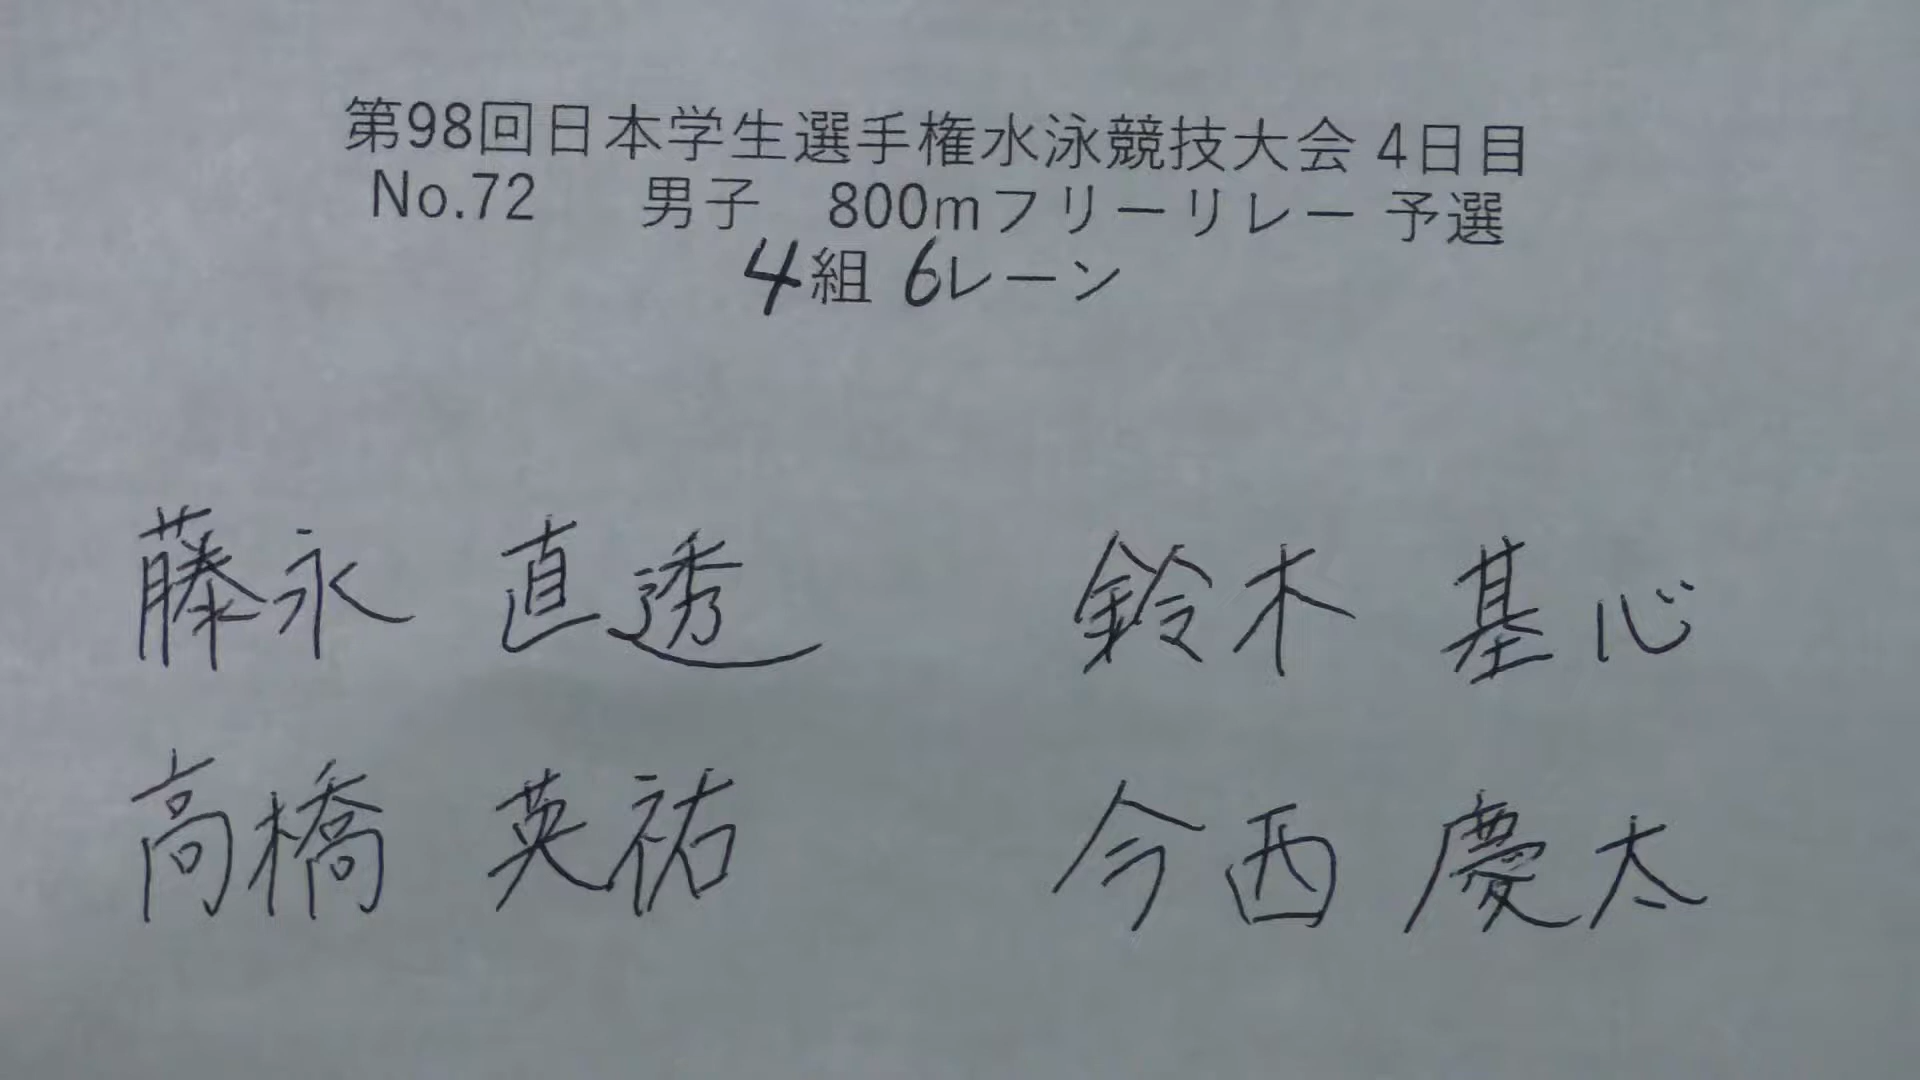 第98回日本学生選手権水泳競技大会 4日目
No.72 男子 800mフリーリレー 予選
4組 6レーン
藤永 直透 鈴木 基心
高橋 英祐 今西 慶太